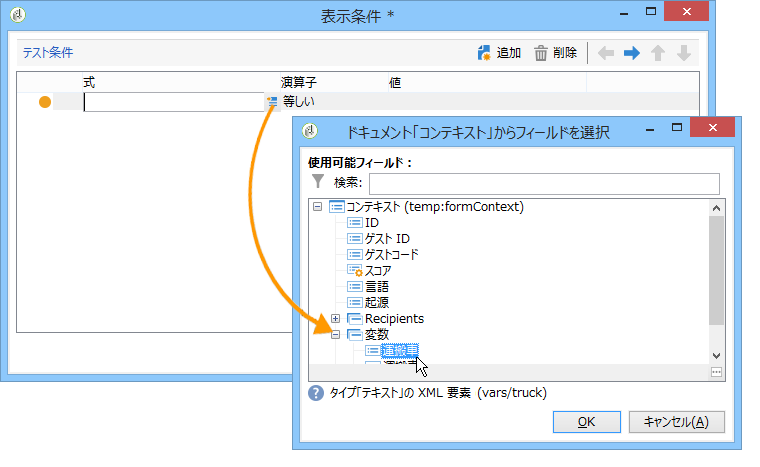 表示条件 *
テスト条件
追加 削除
式 演算子 値
等しい
ドキュメント「コンテキスト」からフィールドを選択
使用可能フィールド：
検索:
コンテキスト (temp:formContext)
ID
ゲスト ID
ゲストコード
スコア
言語
起源
Recipients
変数
運搬車
タイプ「テキスト」の XML 要素 (vars/truck)
OK キャンセル(A)